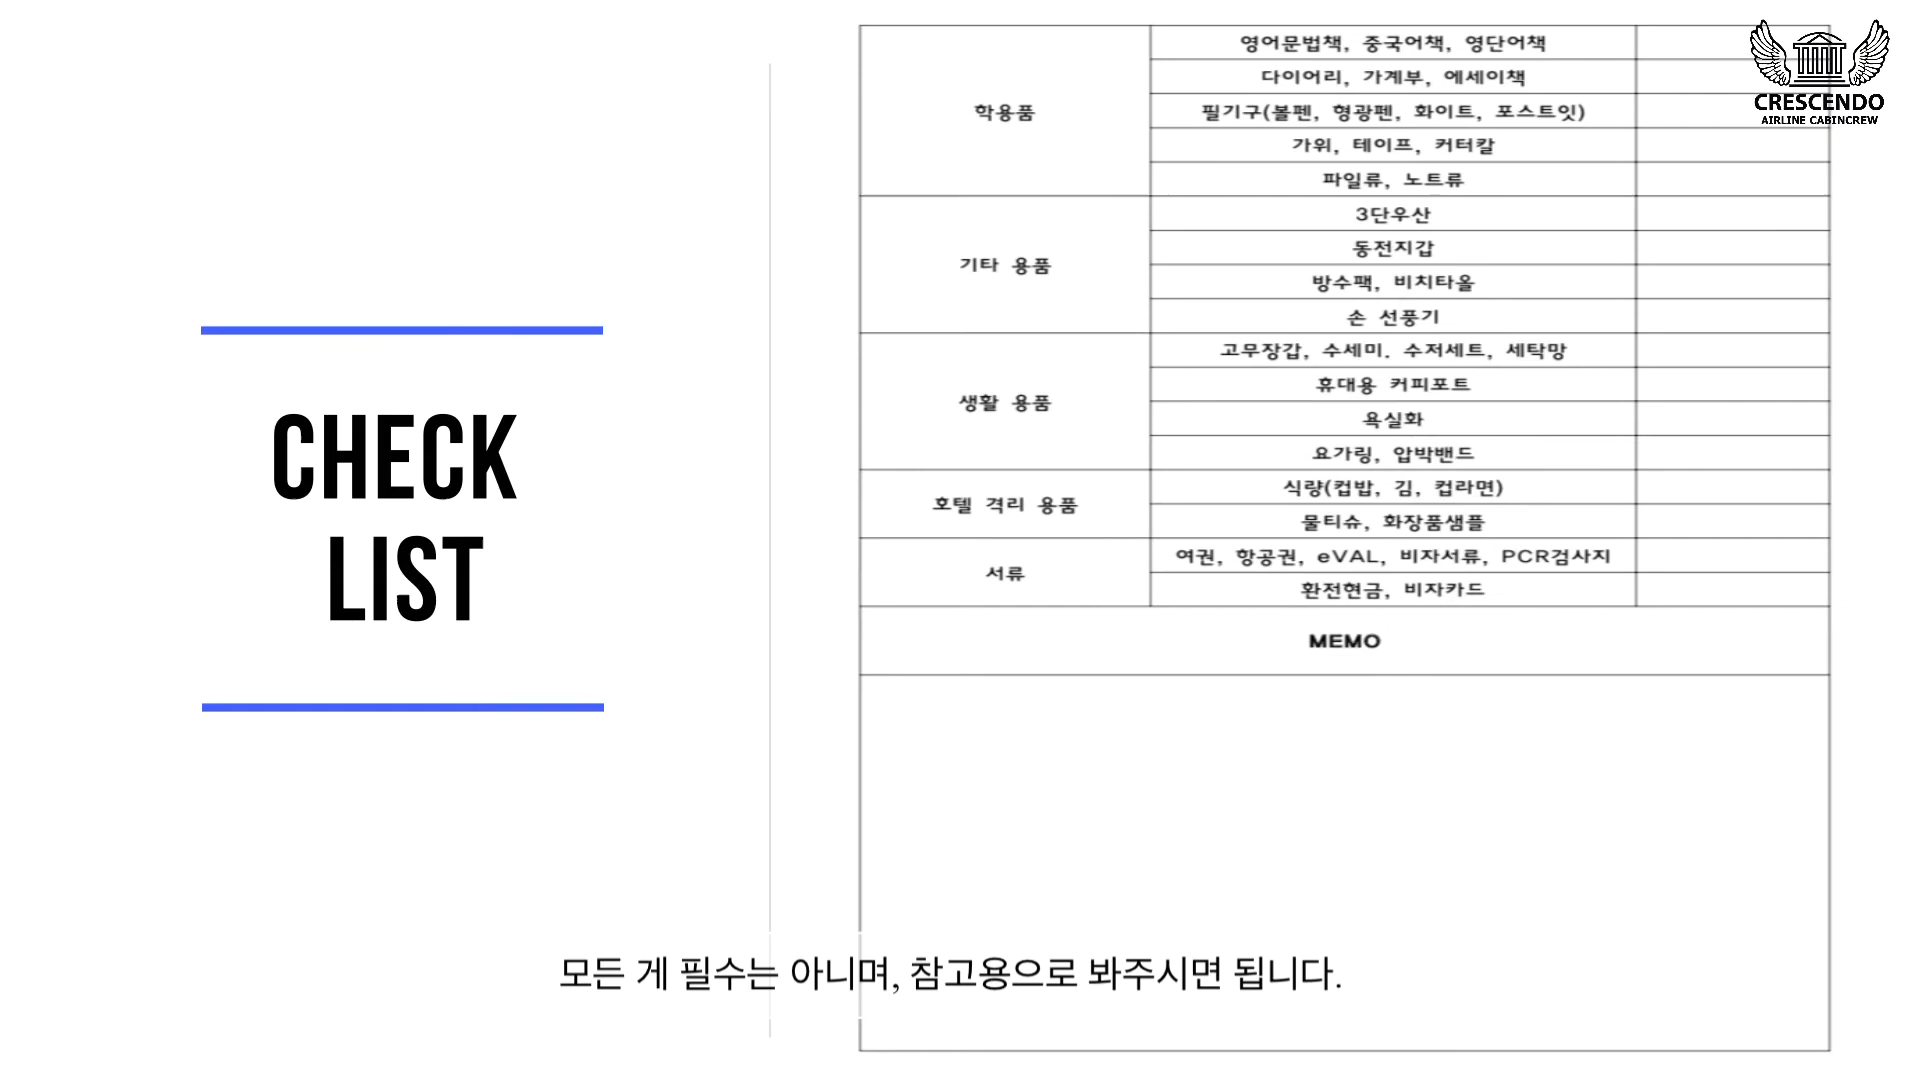 CHECK
LIST
학용품
영어문법책, 중국어책, 영단어책
다이어리, 가계부, 에세이책
필기구(볼펜, 형광펜, 화이트, 포스트잇)
가위, 테이프, 커터칼
파일류, 노트류
기타 용품
3단우산
동전지갑
방수팩, 비치타올
손 선풍기
생활 용품
고무장갑, 수세미. 수저세트, 세탁망
휴대용 커피포트
욕실화
요가링, 압박밴드
호텔 격리 용품
식량(컵밥, 김, 컵라면)
물티슈, 화장품샘플
서류
여권, 항공권, eVAL, 비자서류, PCR검사지
환전현금, 비자카드
MEMO
CRESCENDO
AIRLINE CABINCREW
모든 게 필수는 아니며, 참고용으로 봐주시면 됩니다.